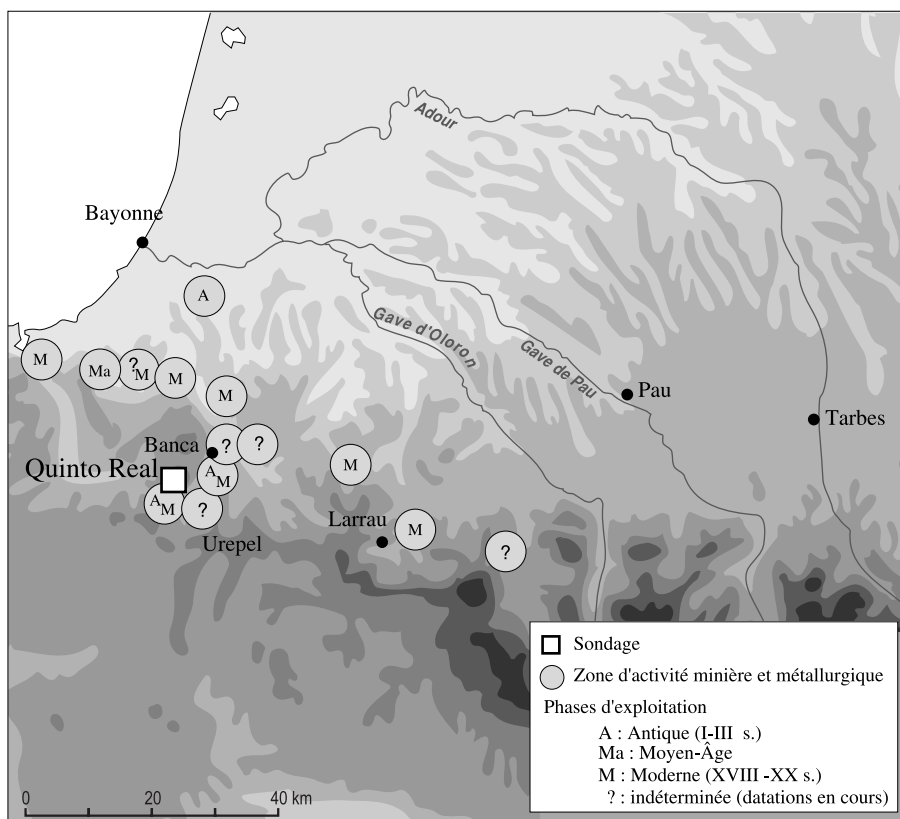 Adour
Bayonne
A
Gave d'Oloron
Gave de Pau
M
Ma
?
M
M
M
Pau
Tarbes
Banca
?
?
Quinto Real
A
M
M
A
M
?
Larrau
M
Urepel
?
Sondage
Zone d'activité minière et métallurgique
Phases d'exploitation
A : Antique (I-III s.)
Ma : Moyen-Âge
M : Moderne (XVIII -XX s.)
? : indéterminée (datations en cours)
0 20 40 km